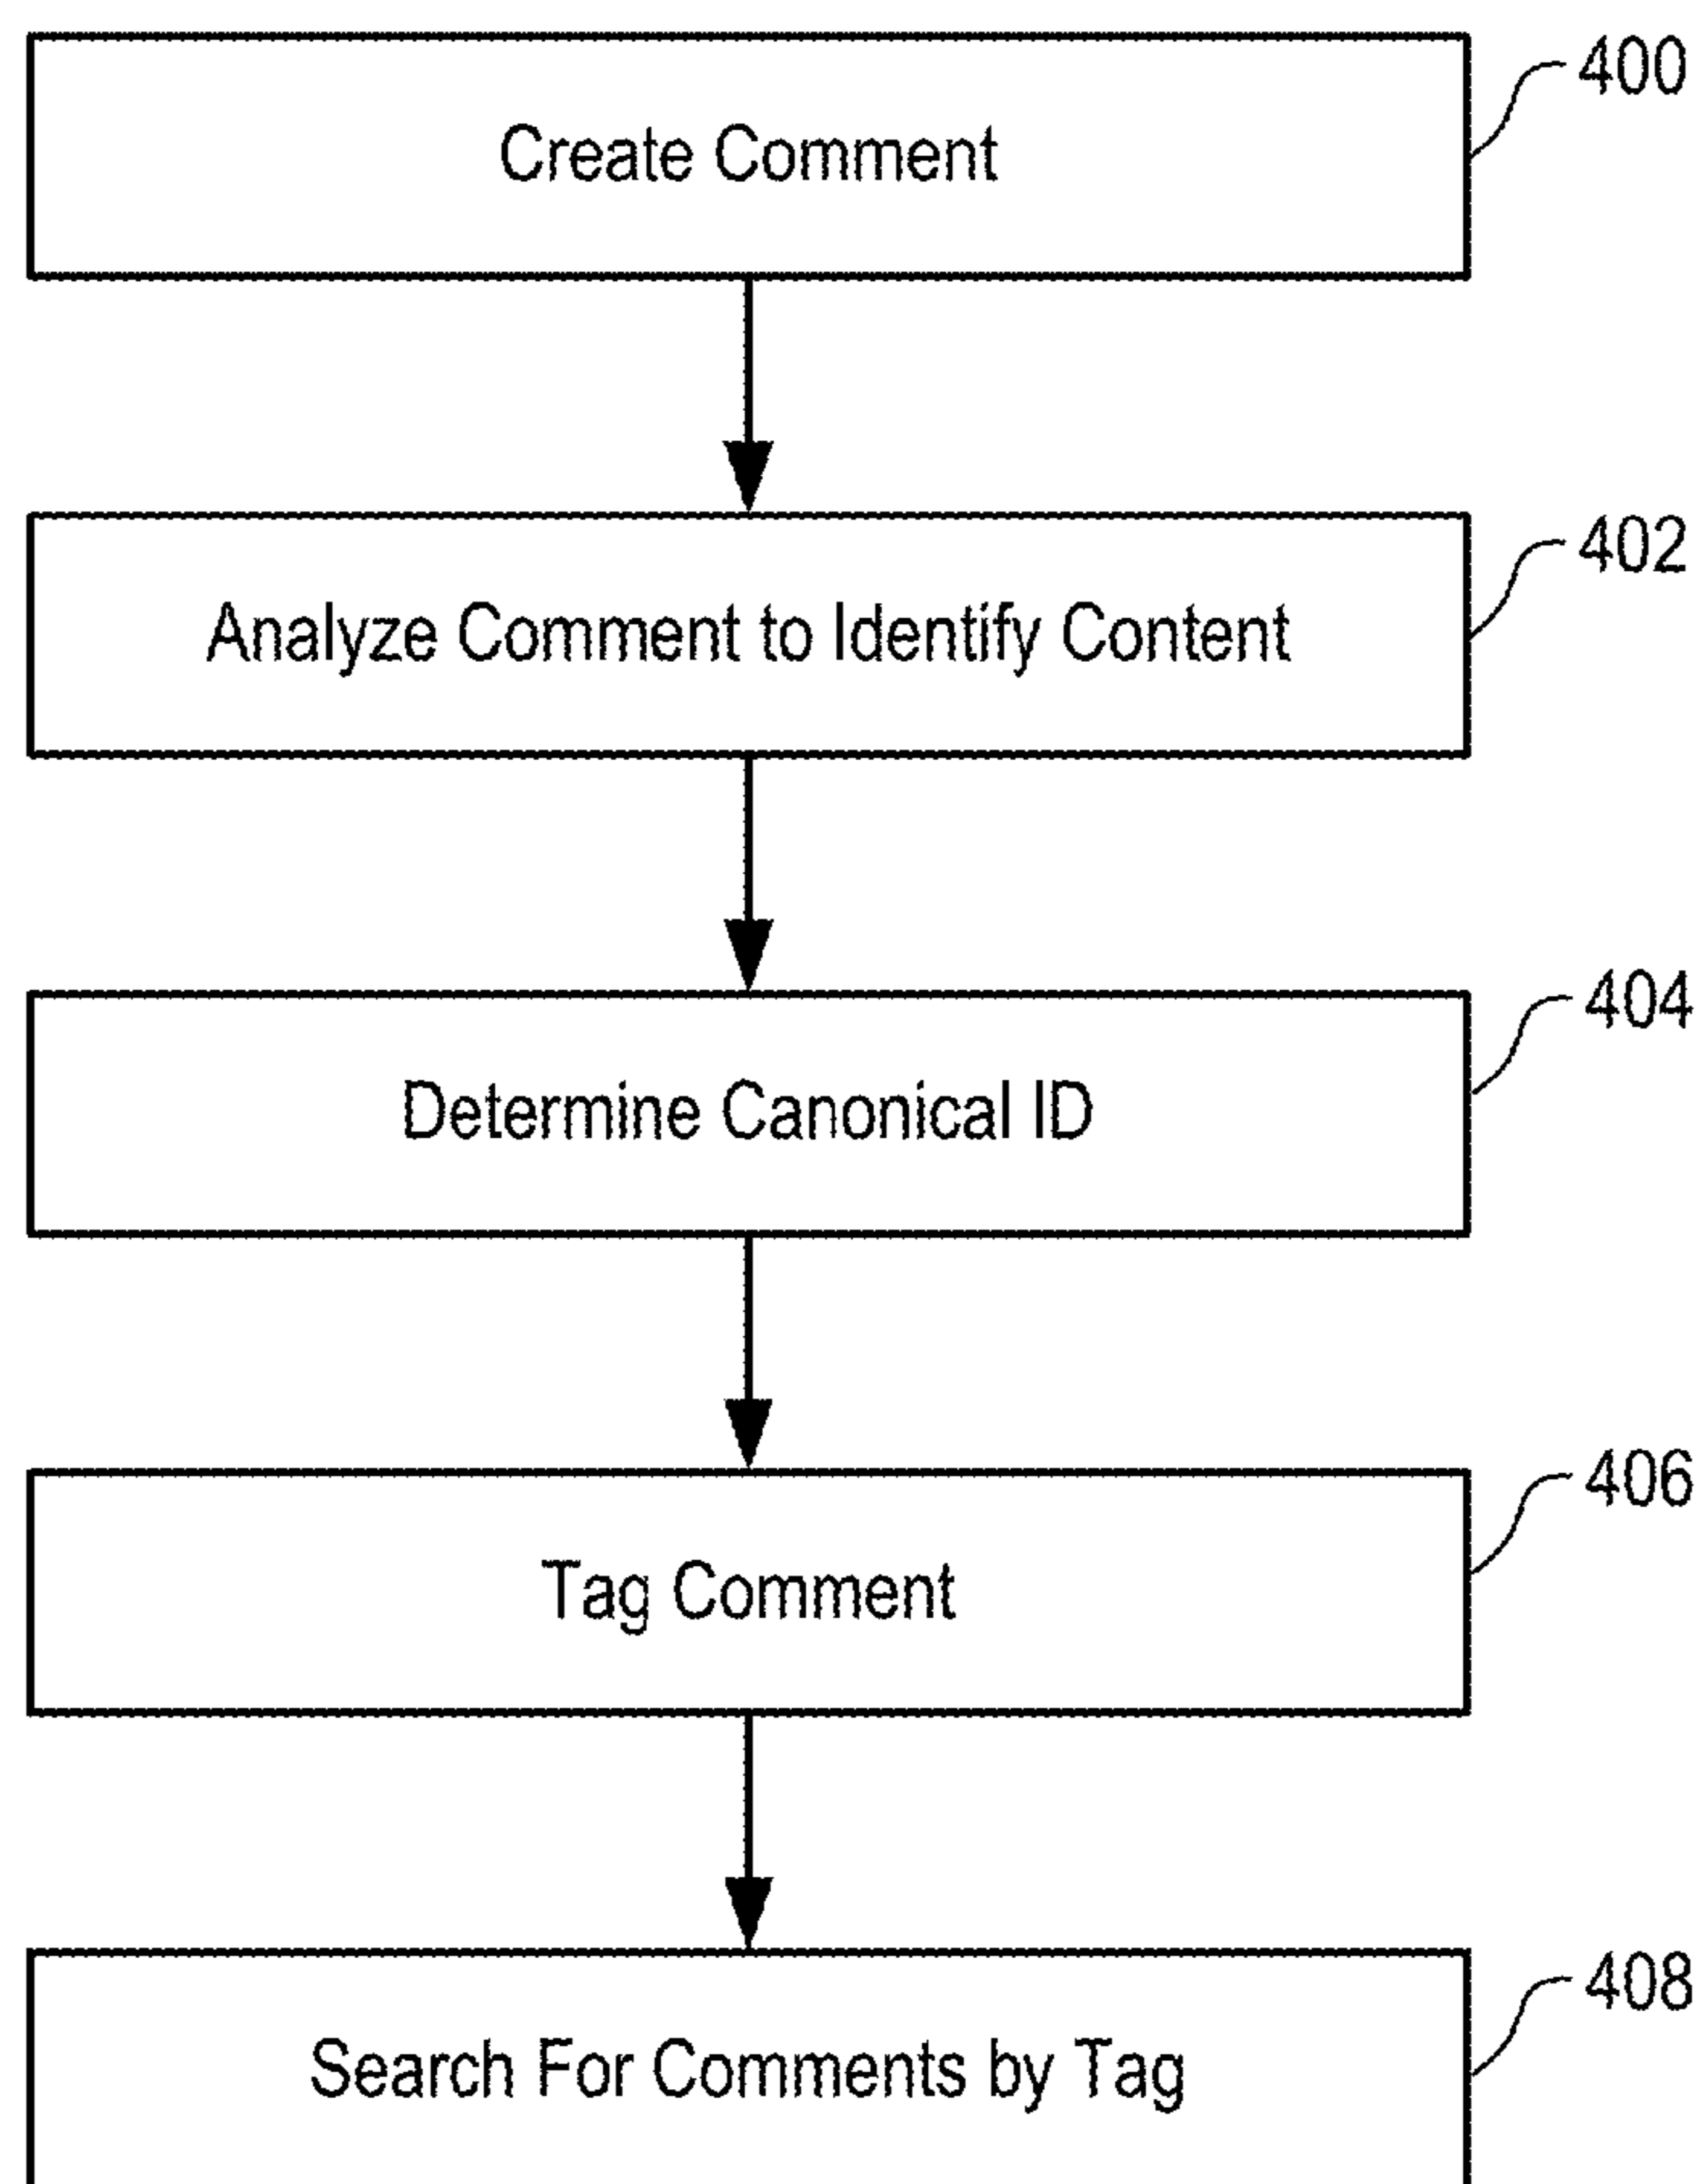 400
Create Comment
402
Analyze Comment to Identify Content
404
Determine Canonical ID
406
Tag Comment
408
Search For Comments by Tag